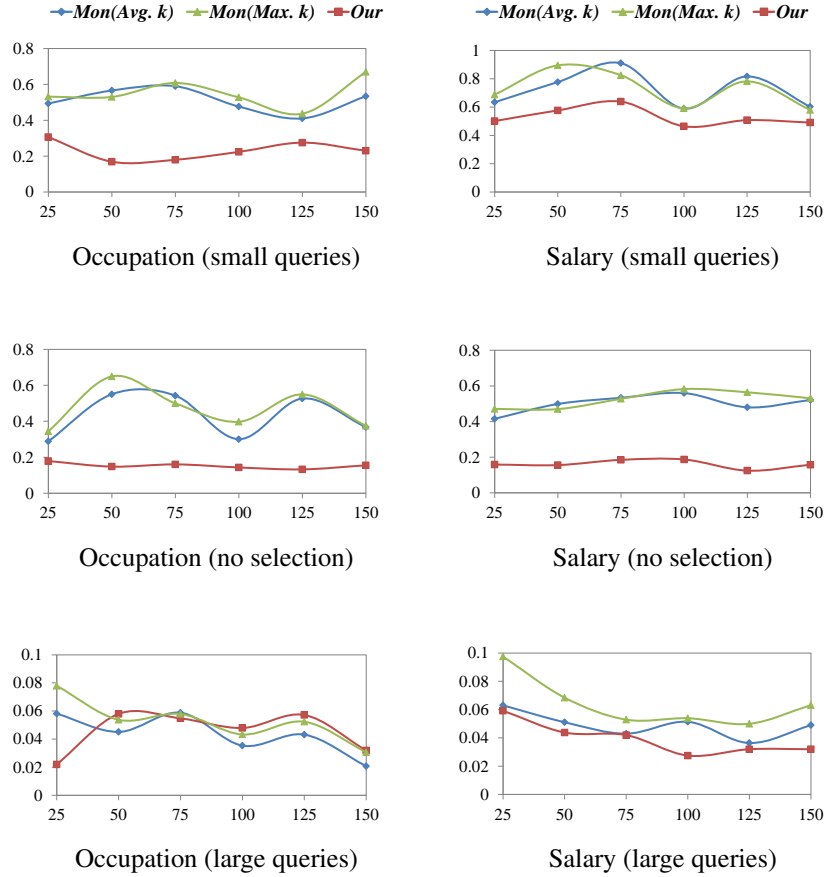 Mon(Avg. k) Mon(Max. k) Our
0.8
0.6
0.4
0.2
0
25 50 75 100 125 150
Occupation (small queries)
Mon(Avg. k) Mon(Max. k) Our
1
0.8
0.6
0.4
0.2
0
25 50 75 100 125 150
Salary (small queries)
0.8
0.6
0.4
0.2
0
25 50 75 100 125 150
Occupation (no selection)
0.8
0.6
0.4
0.2
0
25 50 75 100 125 150
Salary (no selection)
0.1
0.08
0.06
0.04
0.02
0
25 50 75 100 125 150
Occupation (large queries)
0.1
0.08
0.06
0.04
0.02
0
25 50 75 100 125 150
Salary (large queries)